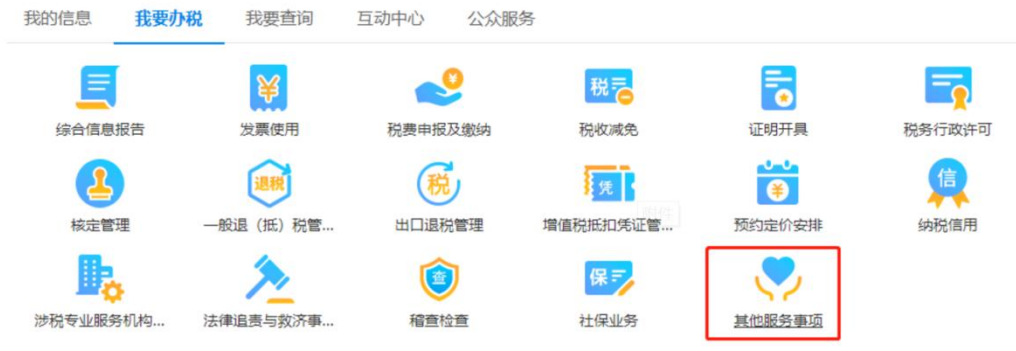 我的信息 我要办税 我要查询 互动中心 公众服务
¥ ¥ 税
综合信息报告 发票使用 税费申报及缴纳 税收减免 证明开具 税务行政许可
退税 税 凭 ¥ 信
核定管理 一般退（抵）税管... 出口退税管理 增值税抵扣凭证管... 预约定价安排 纳税信用
查 保
涉税专业服务机构... 法律追责与救济事... 稽查检查 社保业务 其他服务事项